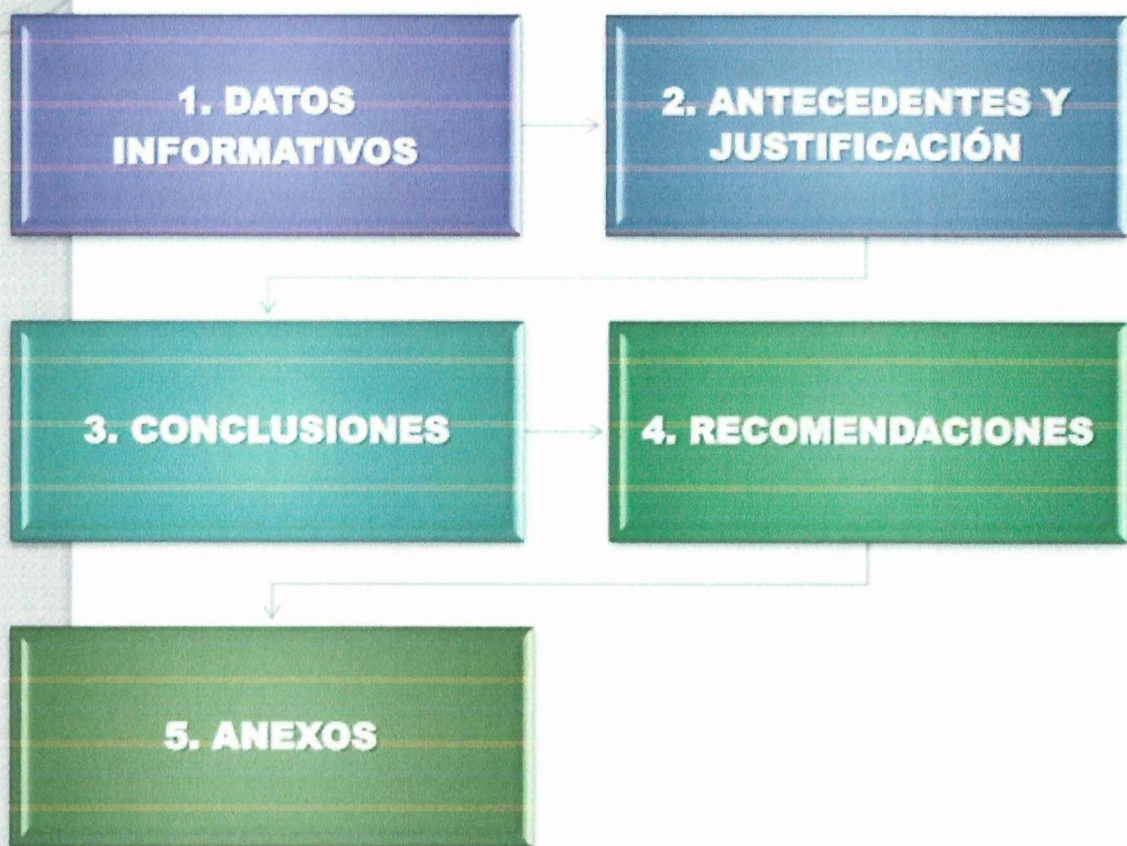 1. DATOS
INFORMATIVOS
2. ANTECEDENTES Y
JUSTIFICACIÓN
3. CONCLUSIONES
4. RECOMENDACIONES
5. ANEXOS